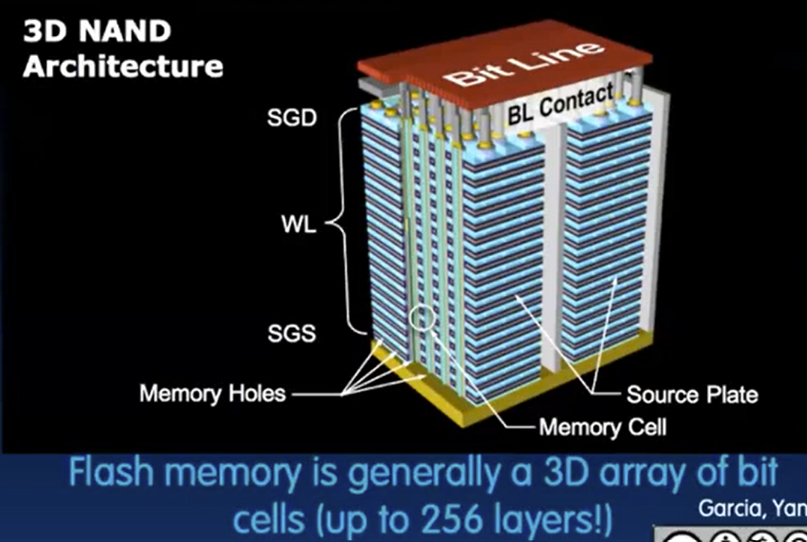 3D NAND
Architecture
Bit Line
BL Contact
SGD
WL
SGS
Memory Holes
Source Plate
Memory Cell
Flash memory is generally a 3D array of bit
cells (up to 256 layers!)
Garcia,